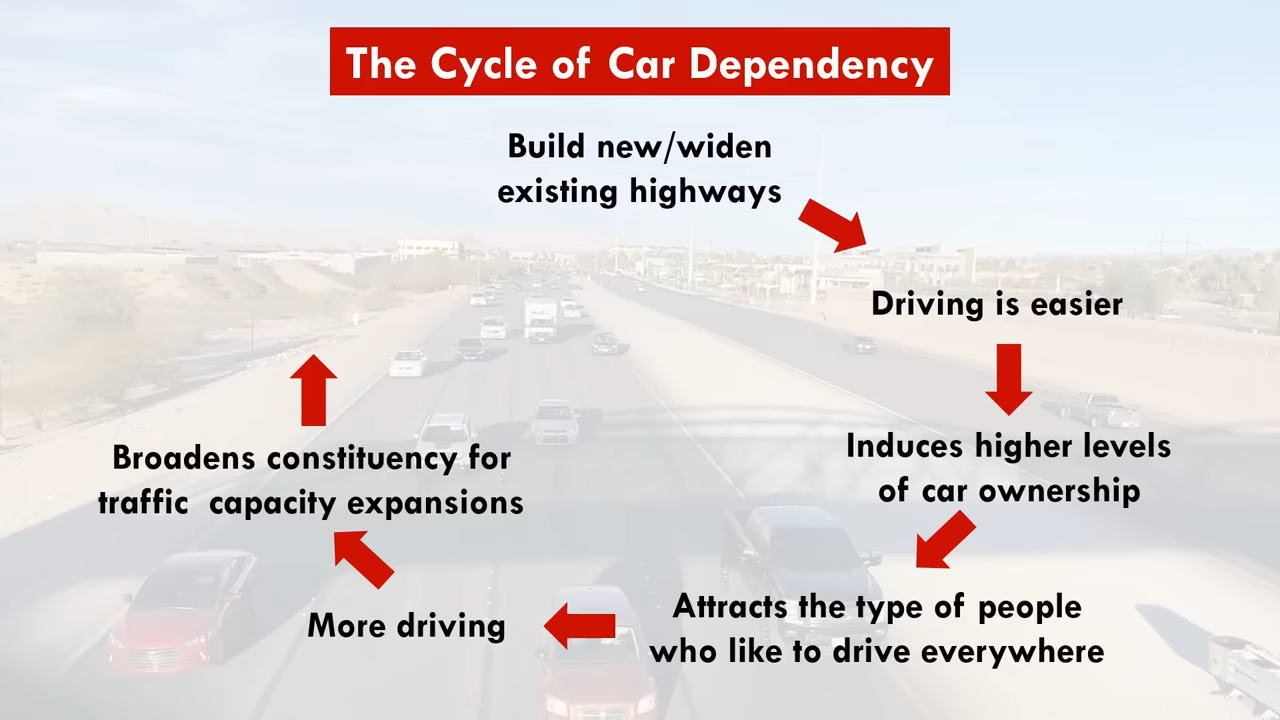 The Cycle of Car Dependency
Build new/widen
existing highways
Driving is easier
Induces higher levels
of car ownership
Attracts the type of people
who like to drive everywhere
More driving
Broadens constituency for
traffic capacity expansions